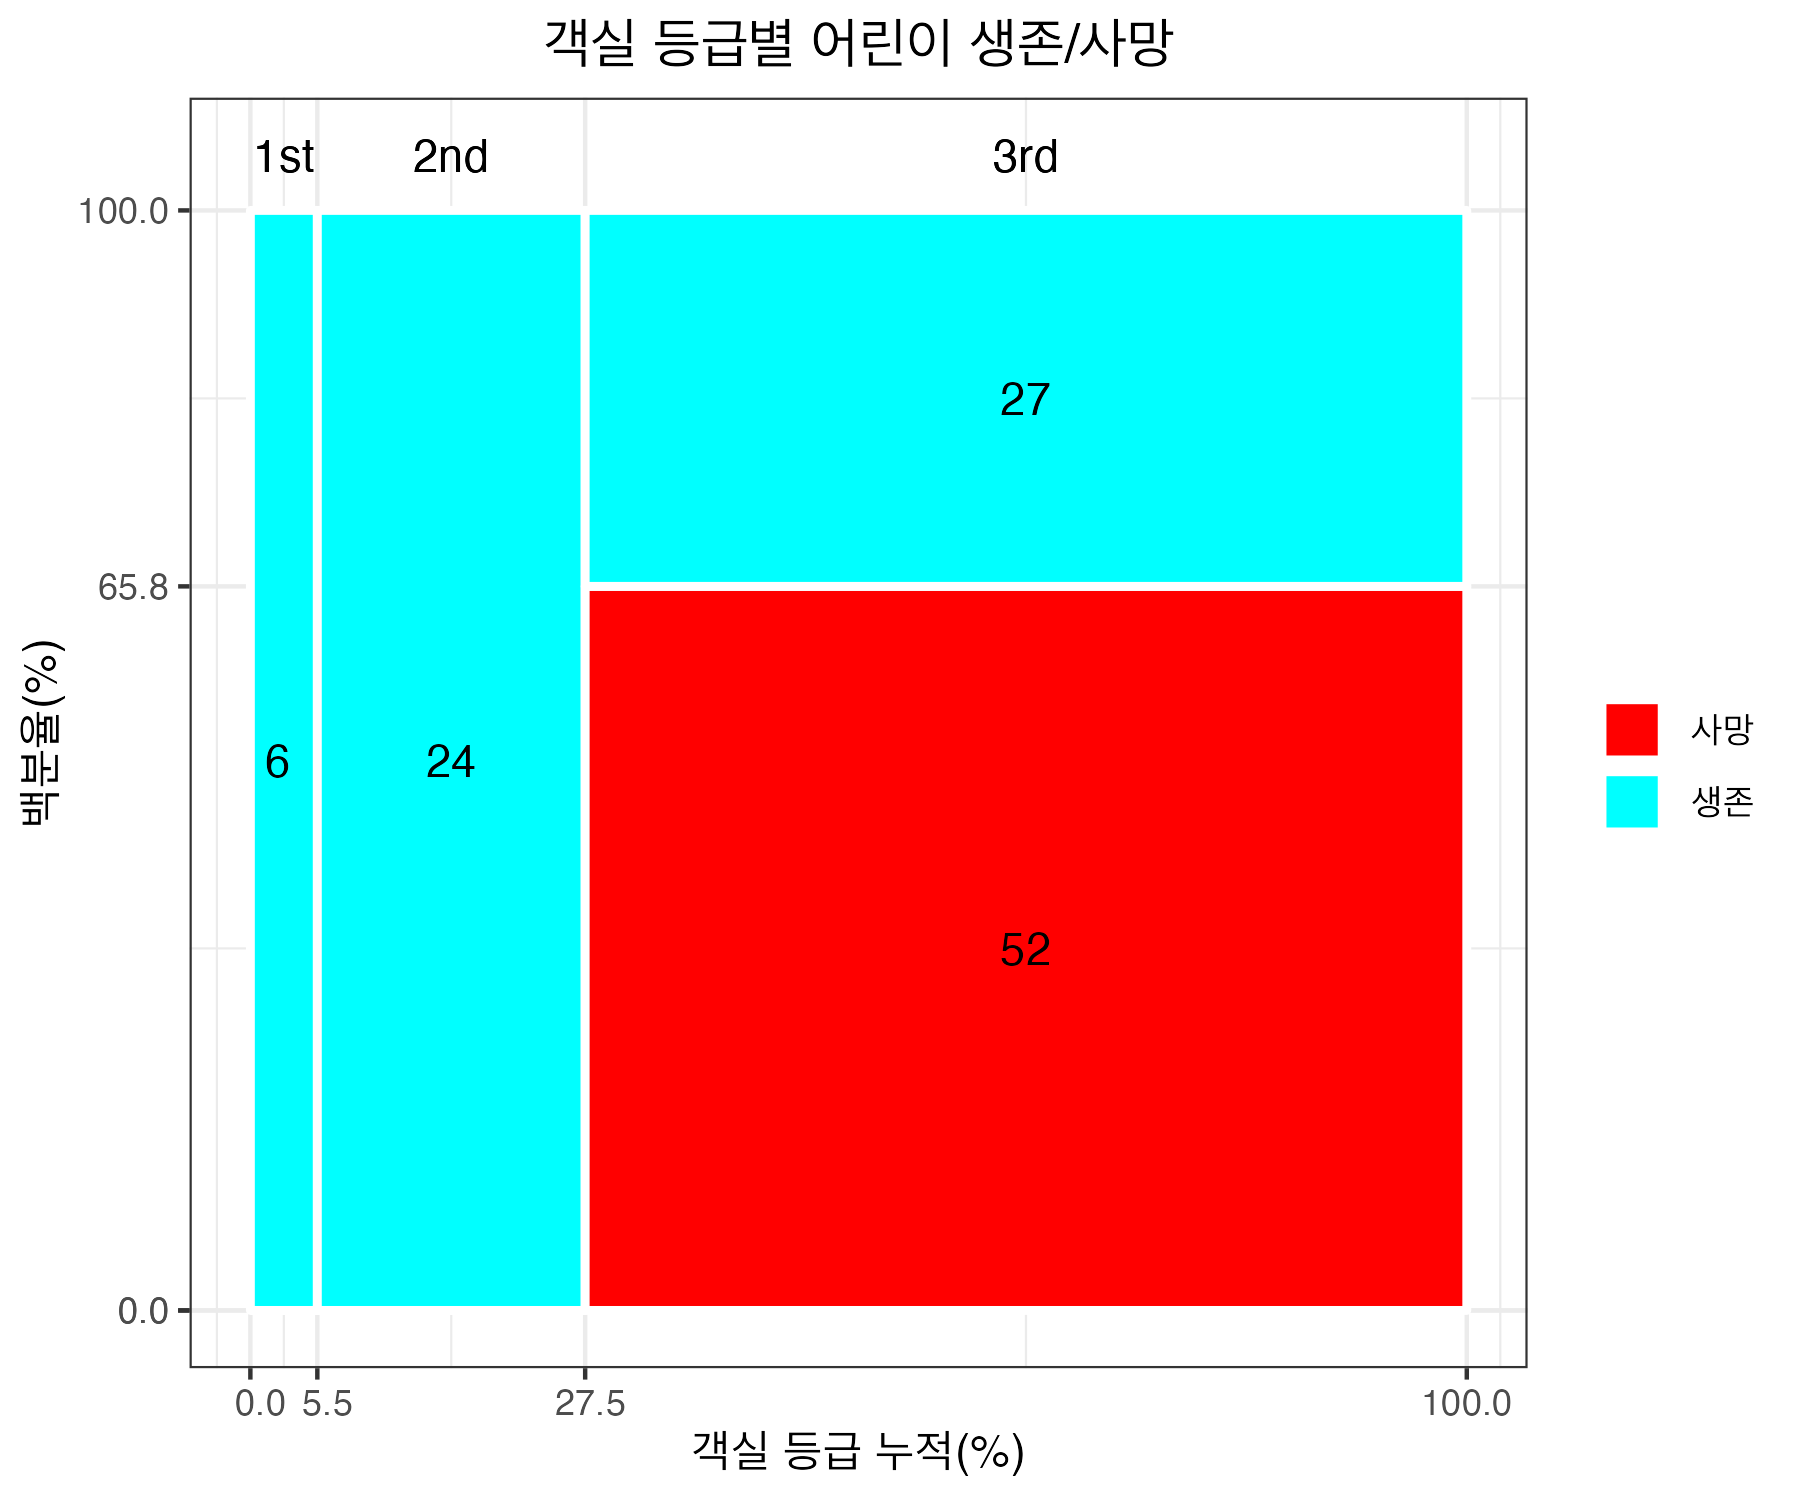 객실 등급별 어린이 생존/사망
1st 2nd 3rd
100.0
65.8
0.0
백분율(%)
27
6
24
52
사망
생존
0.0 5.5 27.5 100.0
객실 등급 누적(%)